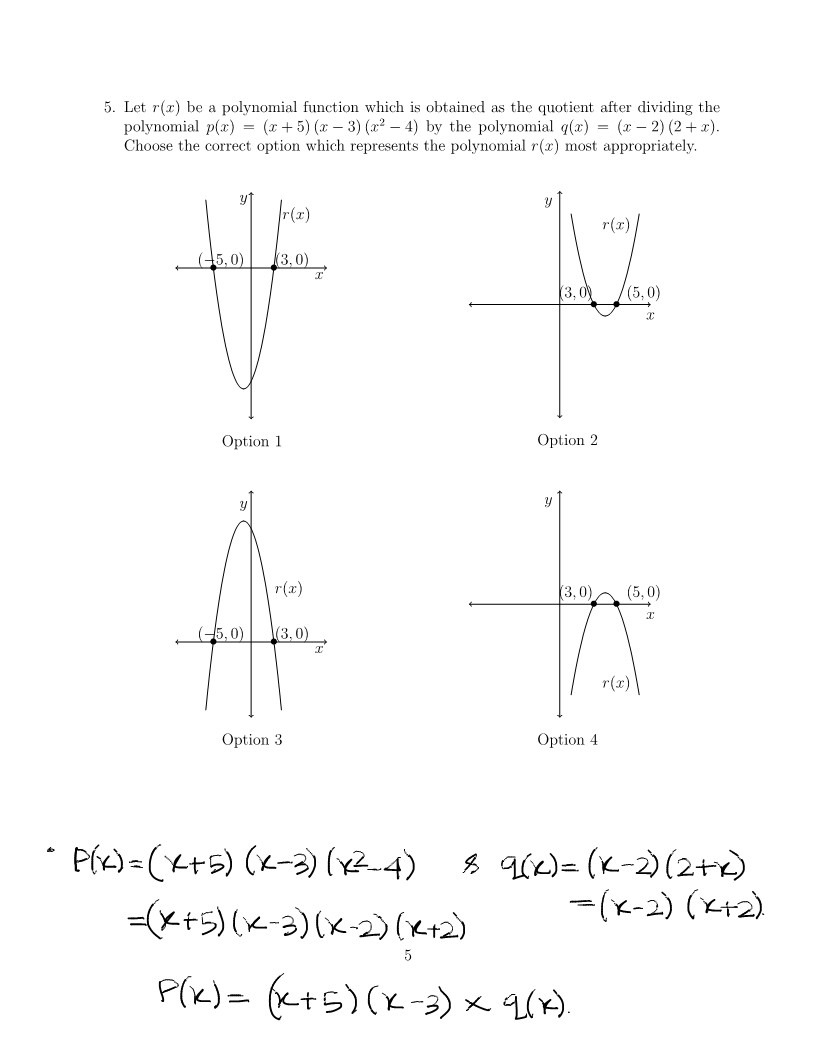 5. Let r(x) be a polynomial function which is obtained as the quotient after dividing the
polynomial p(x) = (x + 5) (x − 3) (x² − 4) by the polynomial q(x) = (x − 2) (2 + x).
Choose the correct option which represents the polynomial r(x) most appropriately.
y
r(x)
(−5, 0)
(3, 0)
x
Option 1
y
r(x)
(3, 0)
(5, 0)
x
Option 2
y
r(x)
(−5, 0)
(3, 0)
x
Option 3
y
(3, 0)
(5, 0)
x
r(x)
Option 4
P(x) = (x+5) (x-3) (x²-4) & q(x) = (x-2) (2+x)
= (x+5) (x-3) (x-2) (x+2)
= (x-2) (x+2).
5
P(x) = (x+5) (x-3) × q(x).